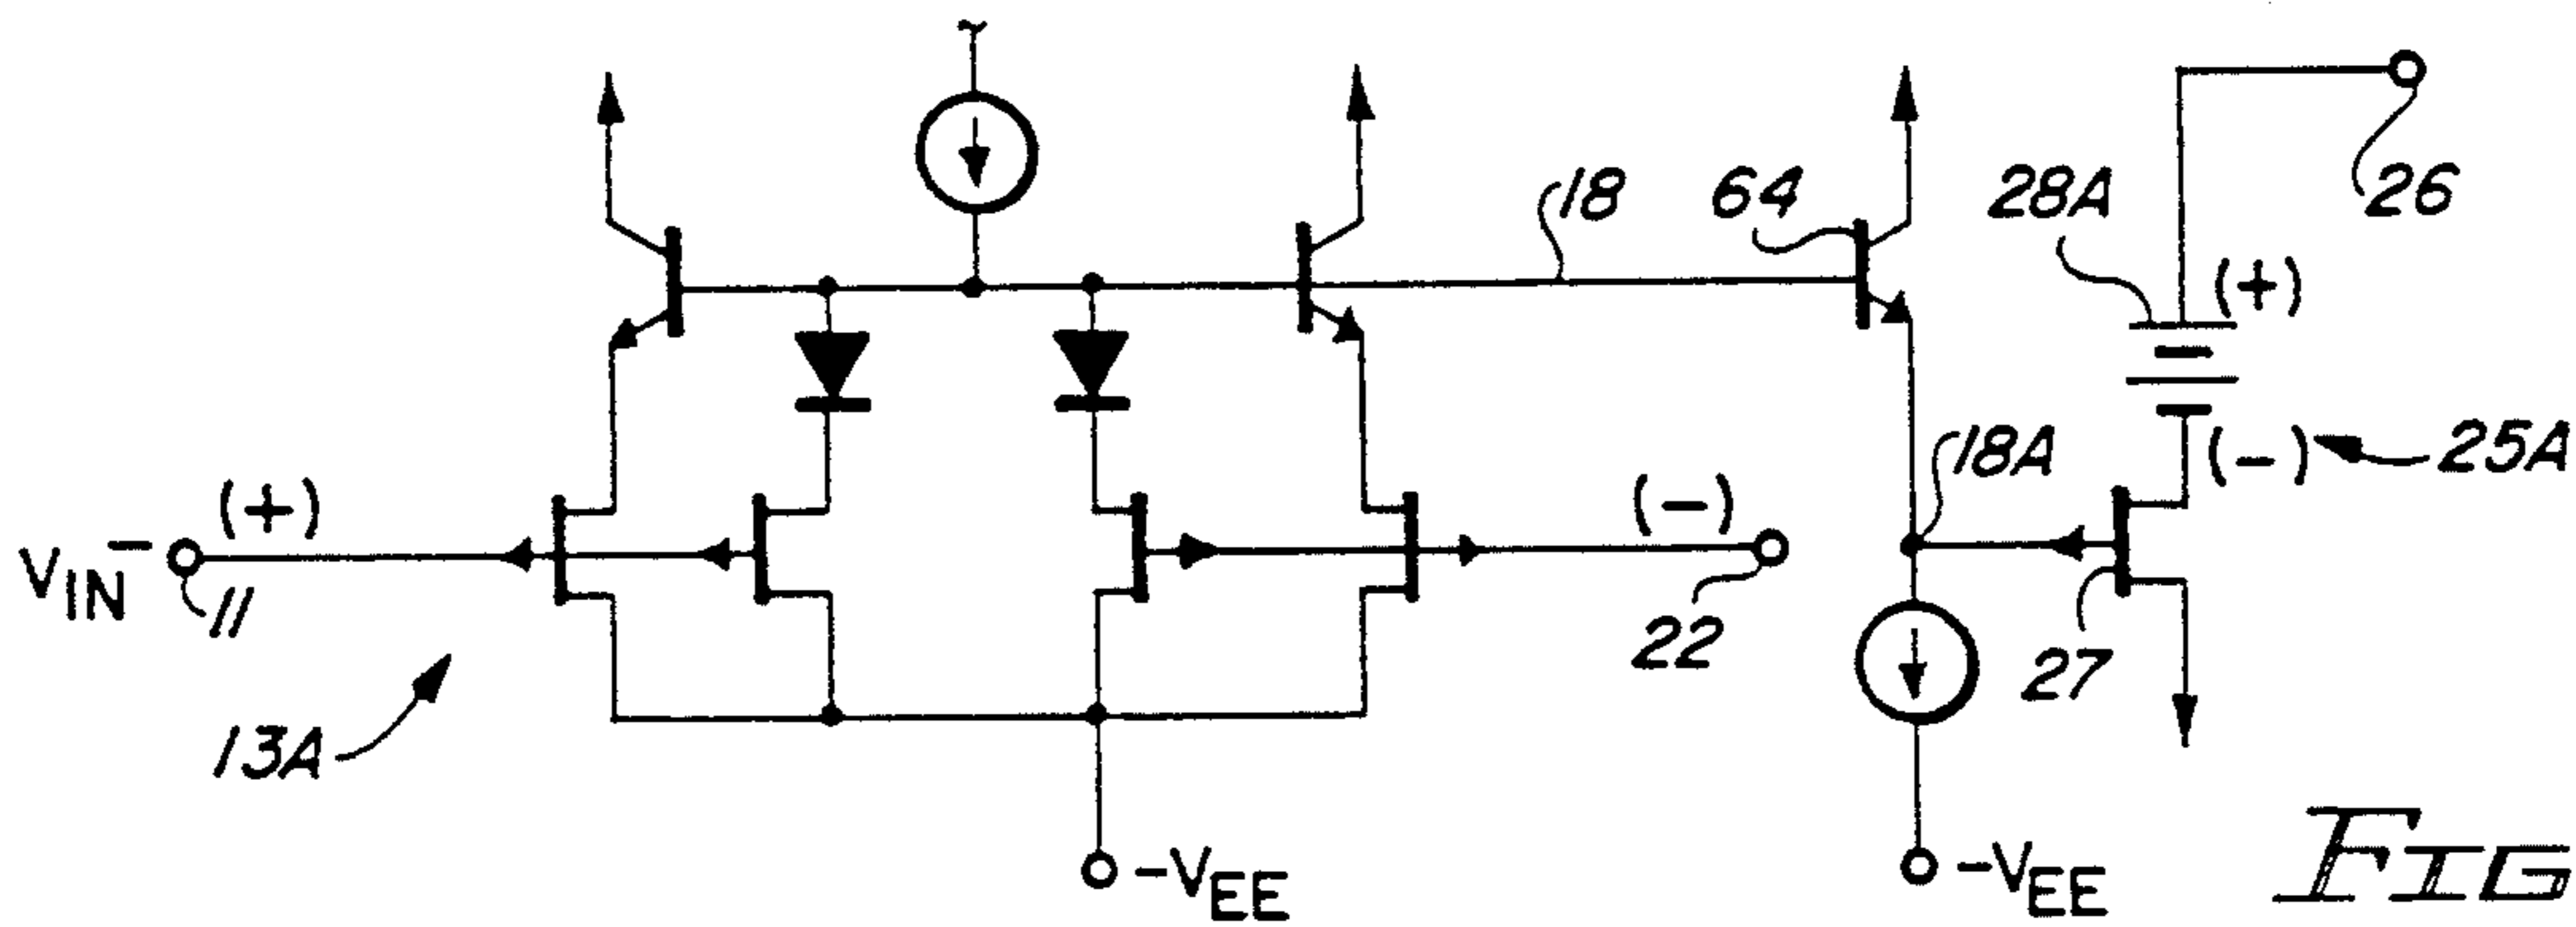 18
64
28A
26
(+)
(-)
25A
18A
(+)
(-)
V_IN^-
11
22
27
13A
-V_EE
-V_EE
FIG